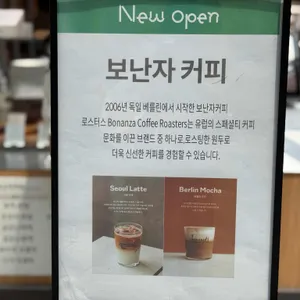 New open
보난자 커피
2006년 독일 베를린에서 시작한 보난자커피
로스터스 Bonanza Coffee Roasters는 유럽의 스페셜티 커피
문화를 이끈 브랜드 중 하나로, 로스팅한 원두로
더욱 신선한 커피를 경험할 수 있습니다.
Seoul Latte
Berlin Mocha